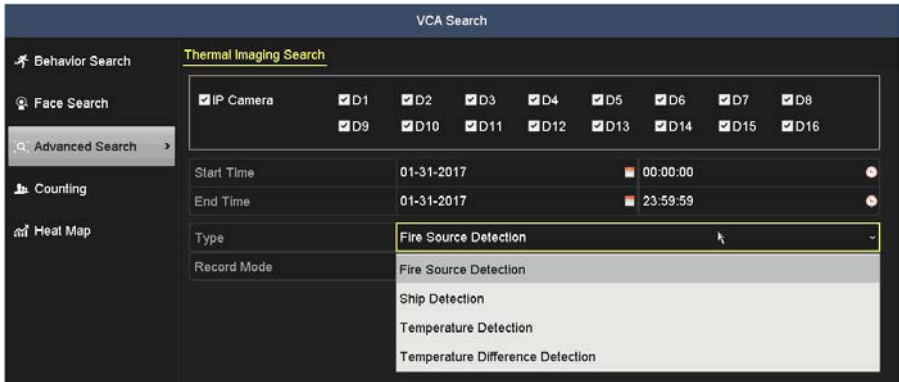 VCA Search
Behavior Search
Face Search
Advanced Search
Counting
Heat Map
Thermal Imaging Search
IP Camera D1 D2 D3 D4 D5 D6 D7 D8
D9 D10 D11 D12 D13 D14 D15 D16
Start Time 01-31-2017 00:00:00
End Time 01-31-2017 23:59:59
Type Fire Source Detection
Record Mode
Fire Source Detection
Ship Detection
Temperature Detection
Temperature Difference Detection